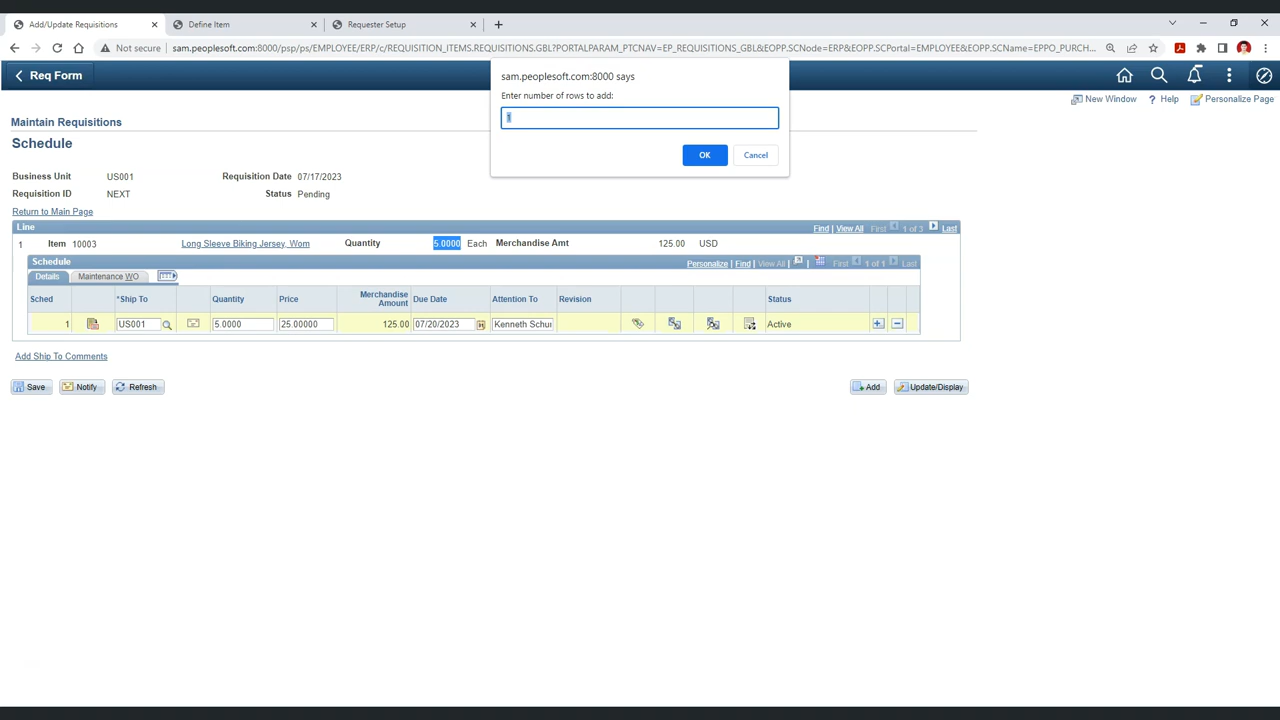 Add/Update Requisitions
Define Item
Requester Setup
Not secure
sam.peoplesoft.com:8000/psp/ps/EMPLOYEE/ERP/c/REQUISITION_ITEMS.REQUISITIONS.GBL?PORTALPARAM_PTCNAV=EP_REQUISITIONS_GBL&EOPP.SCNode=ERP&EOPP.SCPortal=EMPLOYEE&EOPP.SCName=EPPO_PURCH...
Req Form
sam.peoplesoft.com:8000 says
Enter number of rows to add:
1
OK Cancel
New Window Help Personalize Page
Maintain Requisitions
Schedule
Business Unit US001 Requisition Date 07/17/2023
Requisition ID NEXT Status Pending
Return to Main Page
Line Find | View All First 1 of 3 Last
1 Item 10003 Long Sleeve Biking Jersey, Wom Quantity 5.0000 Each Merchandise Amt 125.00 USD
Schedule Personalize | Find | View All | | First 1 of 1 Last
Details Maintenance WO
Sched *Ship To Quantity Price Merchandise Amount Due Date Attention To Revision Status
1 US001 5.0000 25.00000 125.00 07/20/2023 Kenneth Schur Active
Add Ship To Comments
Save Notify Refresh Add Update/Display